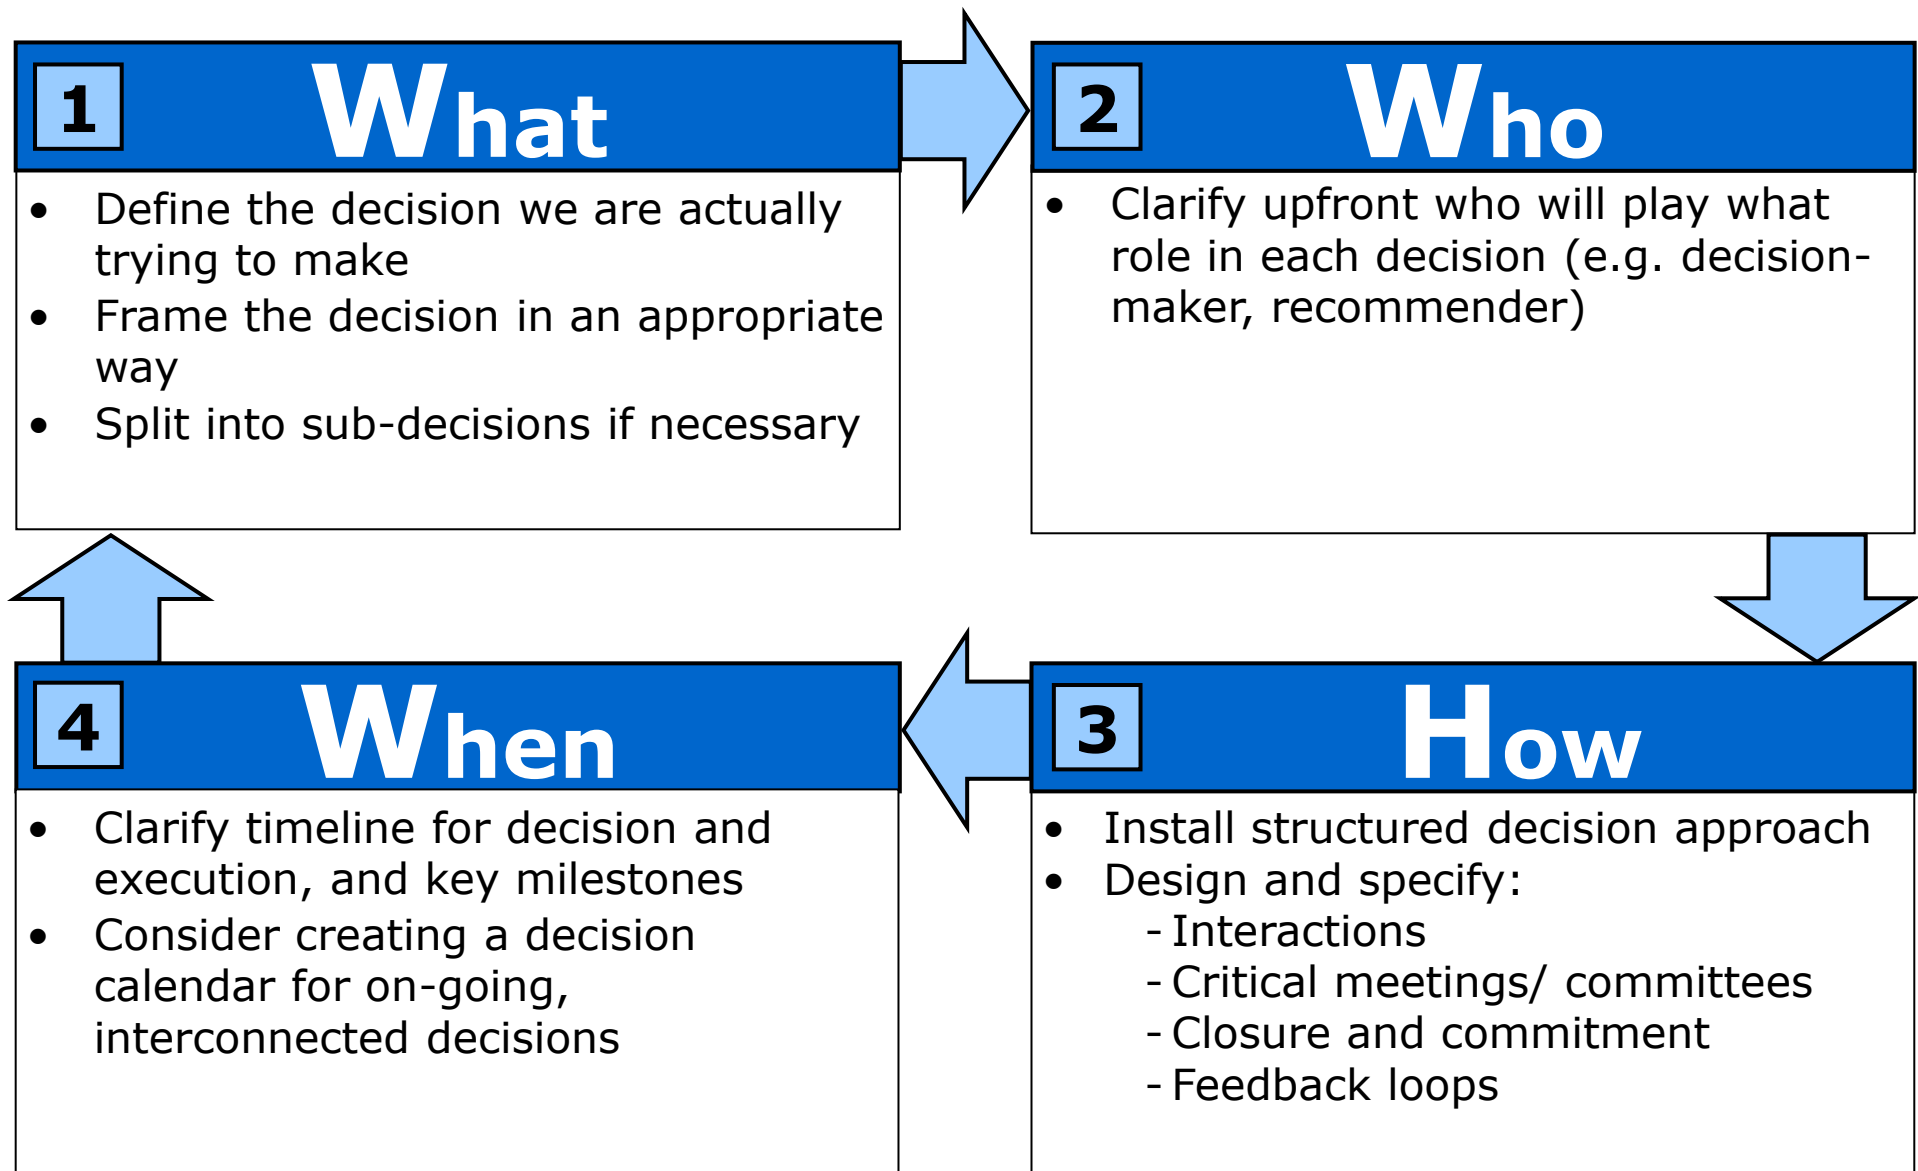 1
What
• Define the decision we are actually
trying to make
• Frame the decision in an appropriate
way
• Split into sub-decisions if necessary
2
Who
• Clarify upfront who will play what
role in each decision (e.g. decision-
maker, recommender)
3
How
• Install structured decision approach
• Design and specify:
- Interactions
- Critical meetings/ committees
- Closure and commitment
- Feedback loops
4
When
• Clarify timeline for decision and
execution, and key milestones
• Consider creating a decision
calendar for on-going,
interconnected decisions